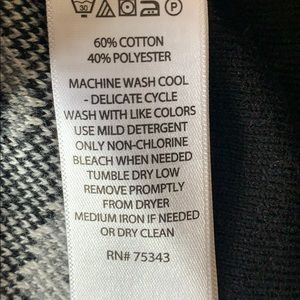 30 P
60% COTTON
40% POLYESTER
MACHINE WASH COOL
- DELICATE CYCLE
WASH WITH LIKE COLORS
USE MILD DETERGENT
ONLY NON-CHLORINE
BLEACH WHEN NEEDED
TUMBLE DRY LOW
REMOVE PROMPTLY
FROM DRYER
MEDIUM IRON IF NEEDED
OR DRY CLEAN
RN# 75343